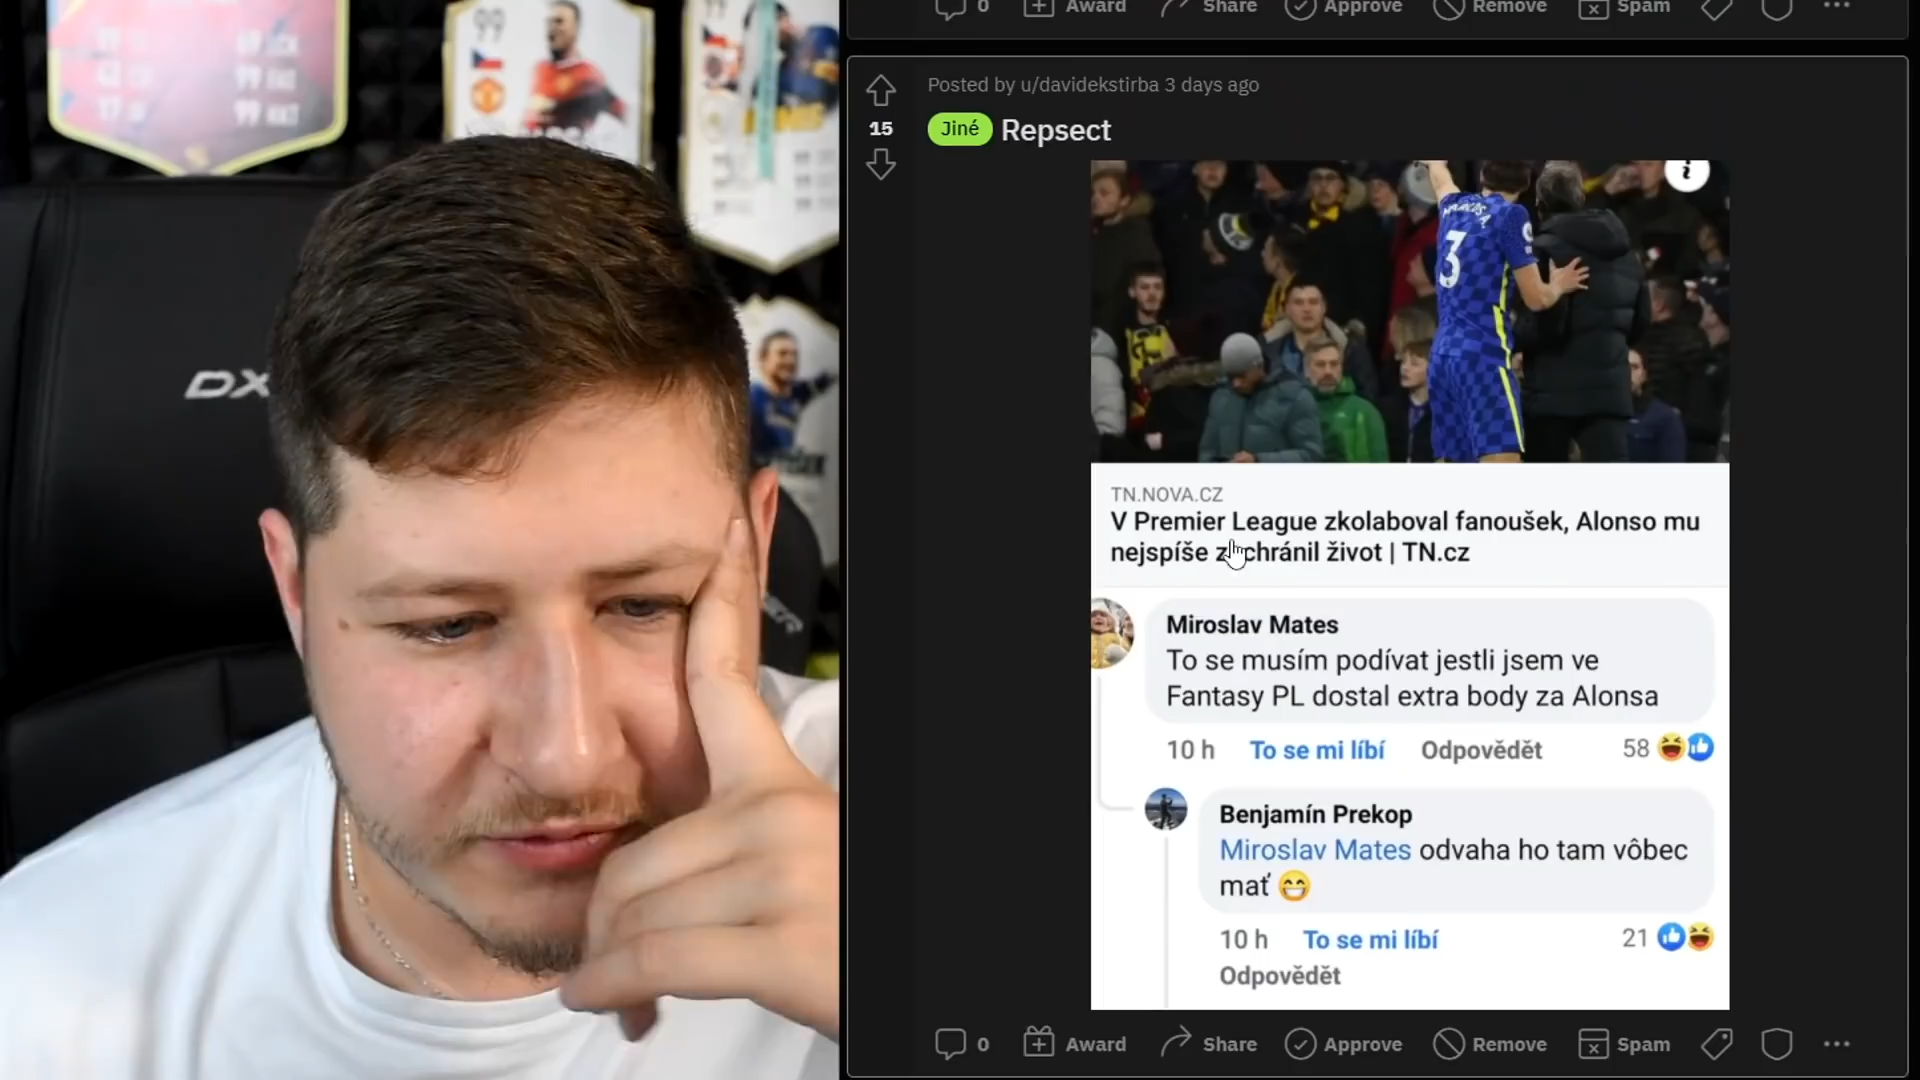 99
DX
0 Award Share Approve Remove Spam
Posted by u/davidekstirba 3 days ago
15
Jiné Repsect
3
TN.NOVA.CZ
V Premier League zkolaboval fanoušek, Alonso mu
nejspíše zachránil život | TN.cz
Miroslav Mates
To se musím podívat jestli jsem ve
Fantasy PL dostal extra body za Alonsa
10 h To se mi líbí Odpovědět 58
Benjamín Prekop
Miroslav Mates odvaha ho tam vôbec
mať 😁
10 h To se mi líbí 21
Odpovědět
0 Award Share Approve Remove Spam